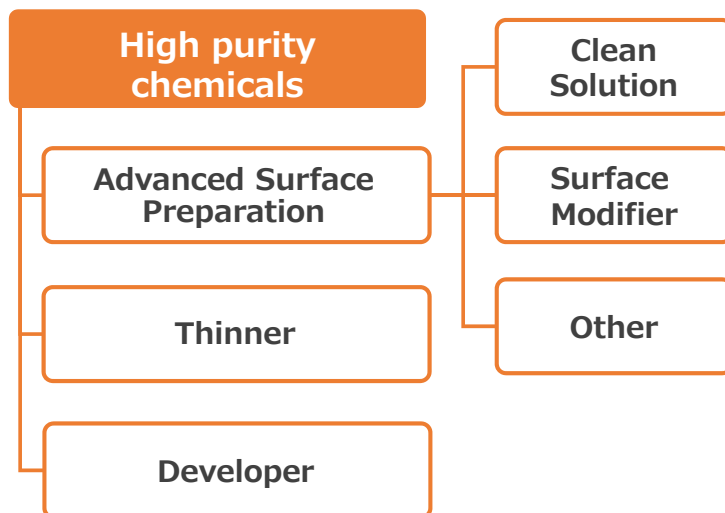 High purity
chemicals
Advanced Surface
Preparation
Thinner
Developer
Clean
Solution
Surface
Modifier
Other